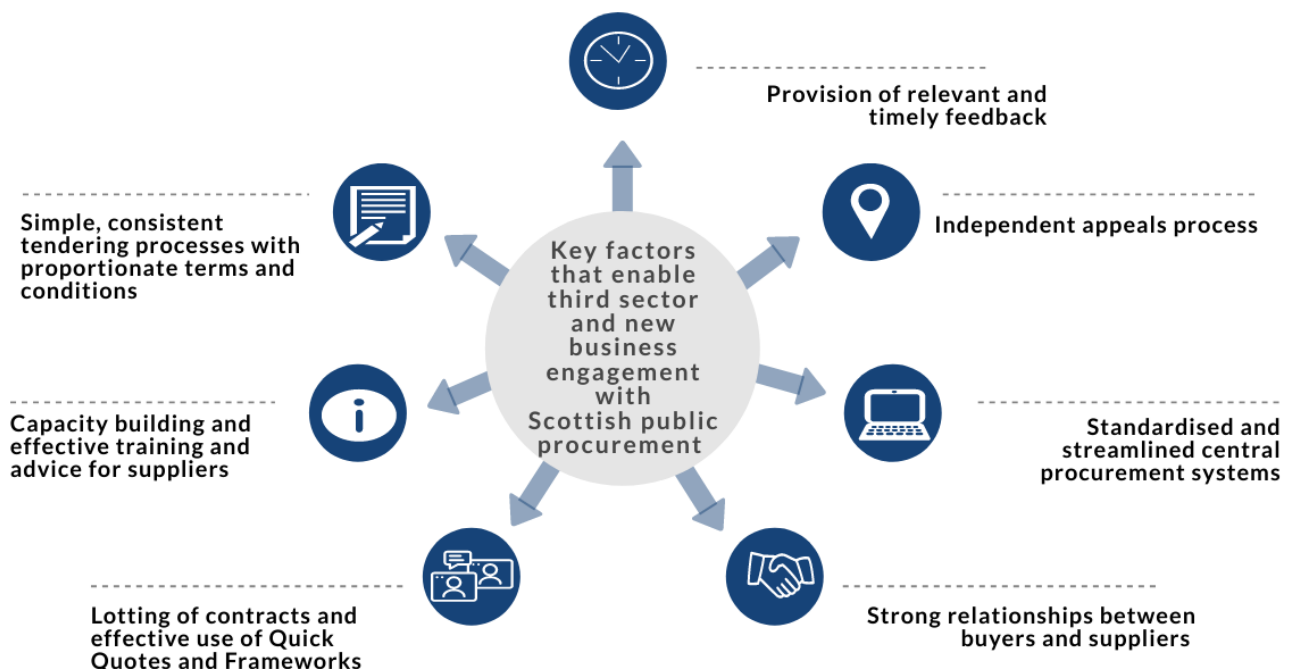 Provision of relevant and
timely feedback
Simple, consistent
tendering processes with
proportionate terms and
conditions
Independent appeals process
Key factors
that enable
third sector
and new
business
engagement
with
Scottish public
procurement
Capacity building and
effective training and
advice for suppliers
Standardised and
streamlined central
procurement systems
Lotting of contracts and
effective use of Quick
Quotes and Frameworks
Strong relationships between
buyers and suppliers